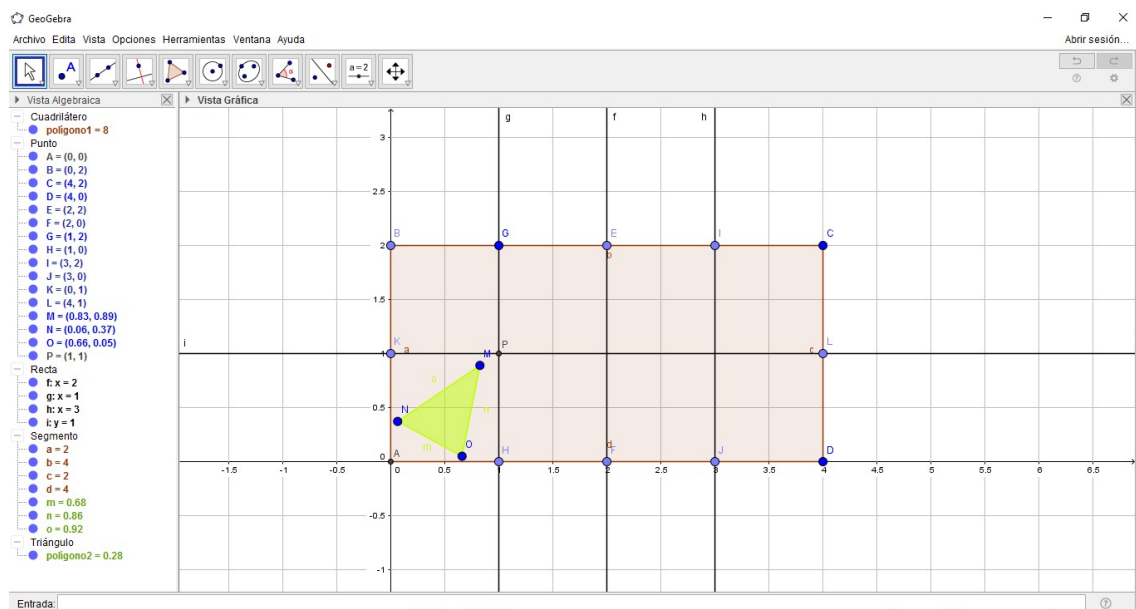 GeoGebra
Archivo Edita Vista Opciones Herramientas Ventana Ayuda
Abrir sesión...
A
α
a=2
Vista Algebraica
Vista Gráfica
Cuadrilátero
polígono1 = 8
Punto
A = (0, 0)
B = (0, 2)
C = (4, 2)
D = (4, 0)
E = (2, 2)
F = (2, 0)
G = (1, 2)
H = (1, 0)
I = (3, 2)
J = (3, 0)
K = (0, 1)
L = (4, 1)
M = (0.83, 0.89)
N = (0.06, 0.37)
O = (0.66, 0.05)
P = (1, 1)
Recta
f: x = 2
g: x = 1
h: x = 3
i: y = 1
Segmento
a = 2
b = 4
c = 2
d = 4
m = 0.68
n = 0.86
o = 0.92
Triángulo
polígono2 = 0.28
g f h
3
2.5
B G E I C
2
b
1.5
i
K P L
1
a c
M
o
0.5
N n
m O
d
0
A H F J D
-1.5 -1 -0.5 0 0.5 1 2 2.5 3 3.5 4 4.5 5 5.5 6 6.5
-0.5
-1
Entrada: